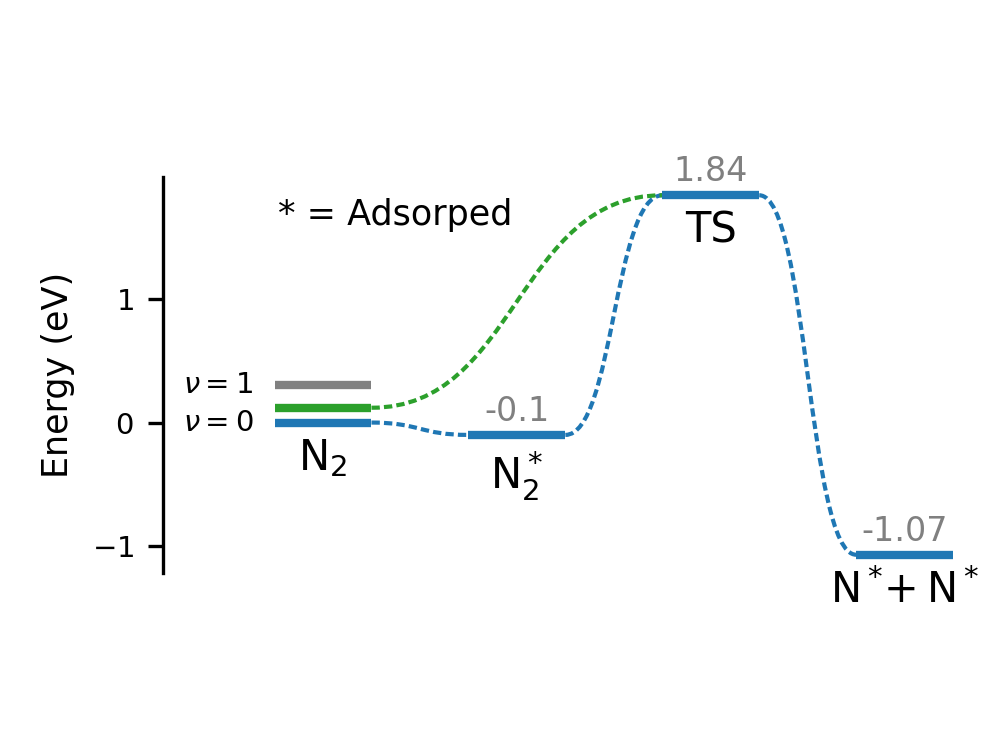 1.84
* = Adsorped
TS
Energy (eV)
1
ν = 1
0
ν = 0
-0.1
N₂
N₂*
−1
-1.07
N* + N*